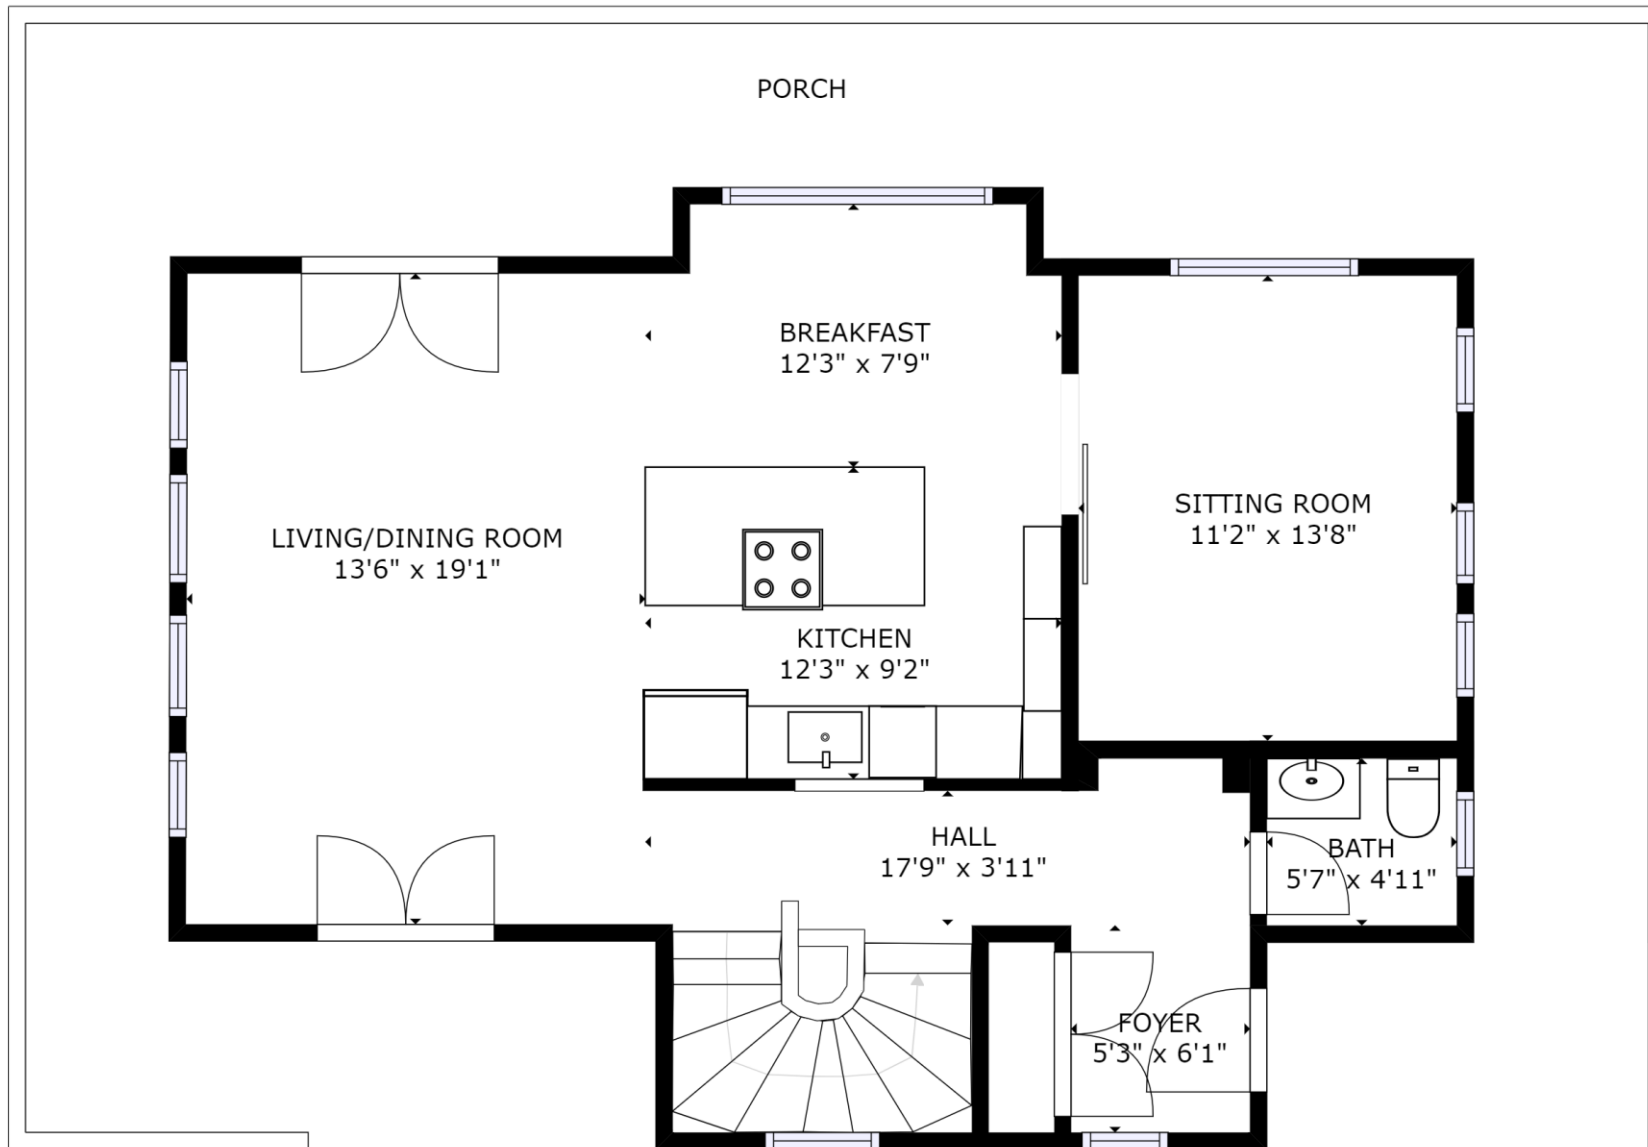 PORCH
BREAKFAST
12'3" x 7'9"
SITTING ROOM
11'2" x 13'8"
LIVING/DINING ROOM
13'6" x 19'1"
KITCHEN
12'3" x 9'2"
HALL
17'9" x 3'11"
BATH
5'7" x 4'11"
FOYER
5'3" x 6'1"